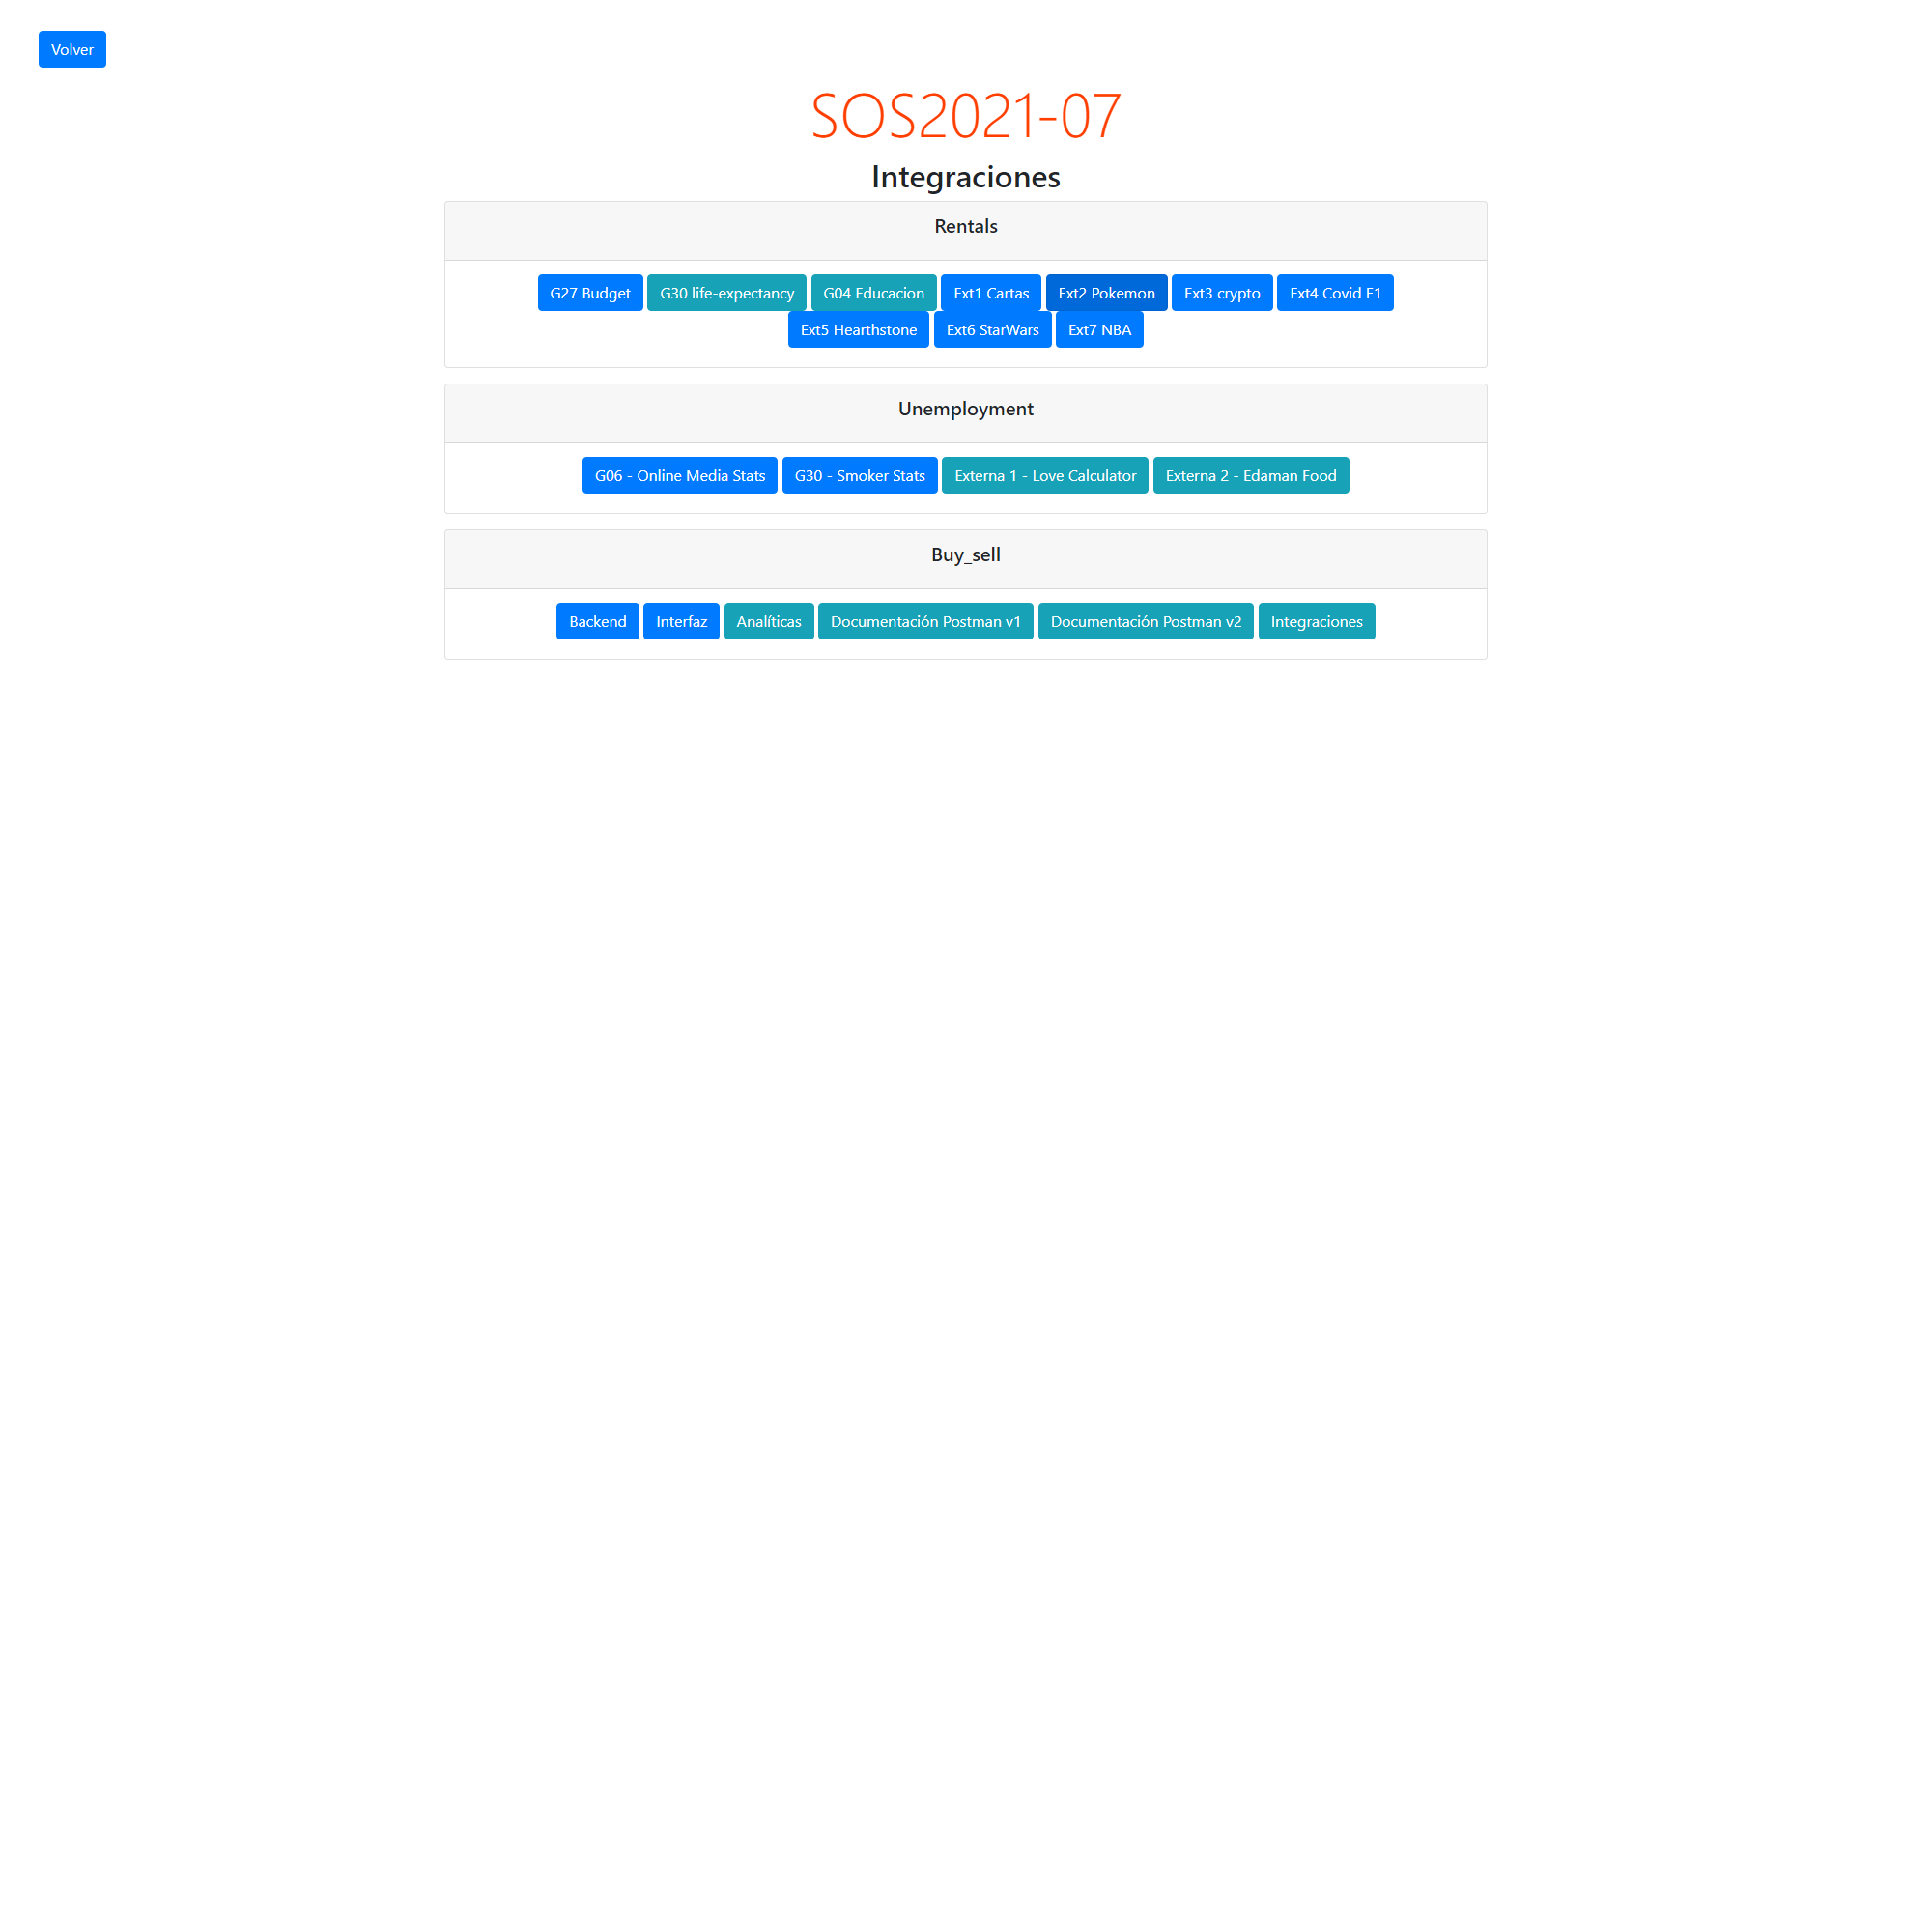 Volver
SOS2021-07
Integraciones
Rentals
G27 Budget G30 life-expectancy G04 Educacion Ext1 Cartas Ext2 Pokemon Ext3 crypto Ext4 Covid E1
Ext5 Hearthstone Ext6 StarWars Ext7 NBA
Unemployment
G06 - Online Media Stats G30 - Smoker Stats Externa 1 - Love Calculator Externa 2 - Edaman Food
Buy_sell
Backend Interfaz Analíticas Documentación Postman v1 Documentación Postman v2 Integraciones